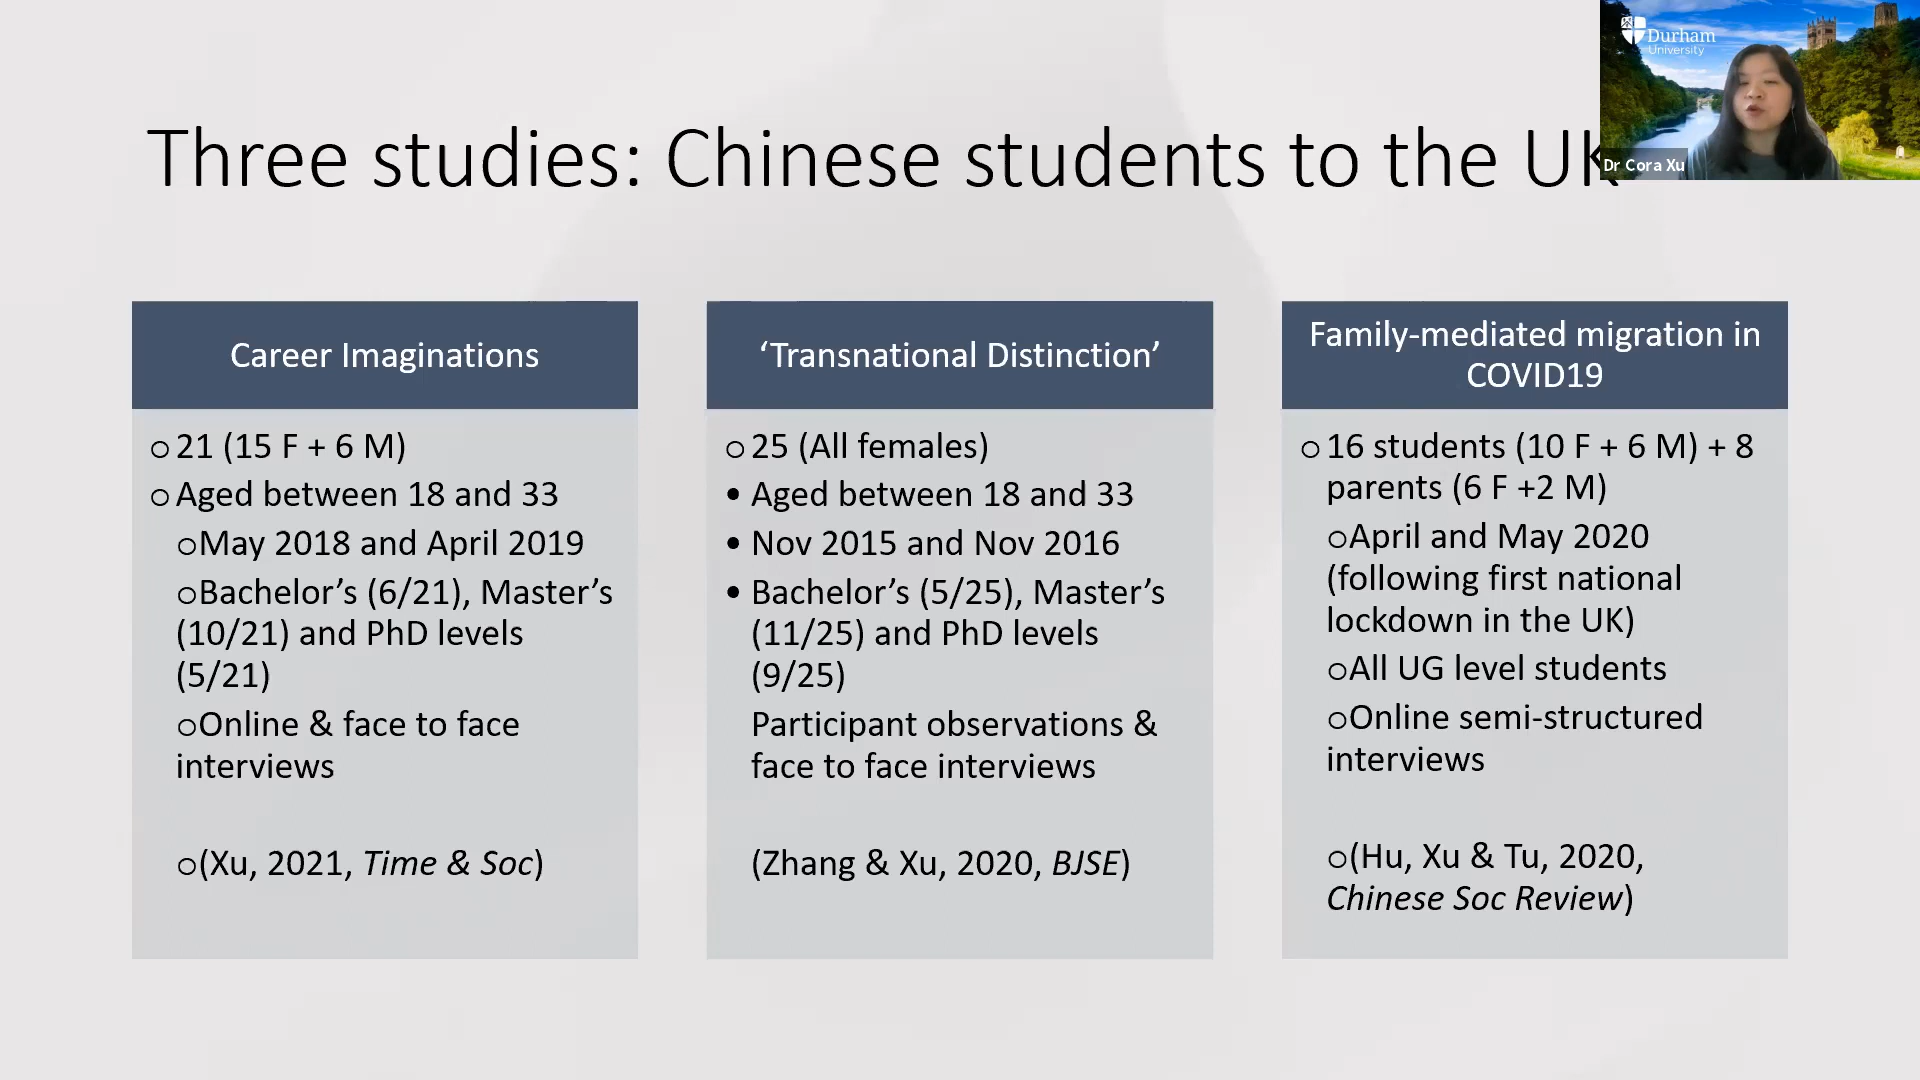 Durham
University
Dr Cora Xu
Three studies: Chinese students to the UK
Career Imaginations
o 21 (15 F + 6 M)
o Aged between 18 and 33
oMay 2018 and April 2019
oBachelor’s (6/21), Master’s
(10/21) and PhD levels
(5/21)
oOnline & face to face
interviews
o(Xu, 2021, Time & Soc)
‘Transnational Distinction’
o 25 (All females)
• Aged between 18 and 33
• Nov 2015 and Nov 2016
• Bachelor’s (5/25), Master’s
(11/25) and PhD levels
(9/25)
Participant observations &
face to face interviews
(Zhang & Xu, 2020, BJSE)
Family-mediated migration in
COVID19
o 16 students (10 F + 6 M) + 8
parents (6 F +2 M)
oApril and May 2020
(following first national
lockdown in the UK)
oAll UG level students
oOnline semi-structured
interviews
o(Hu, Xu & Tu, 2020,
Chinese Soc Review)